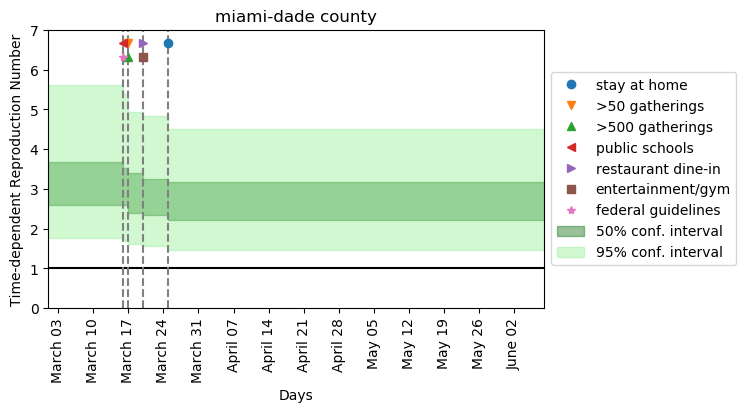 miami-dade county
Time-dependent Reproduction Number
7
6
5
4
3
2
1
0
March 03
March 10
March 17
March 24
March 31
April 07
April 14
April 21
April 28
May 05
May 12
May 19
May 26
June 02
Days
stay at home
>50 gatherings
>500 gatherings
public schools
restaurant dine-in
entertainment/gym
federal guidelines
50% conf. interval
95% conf. interval